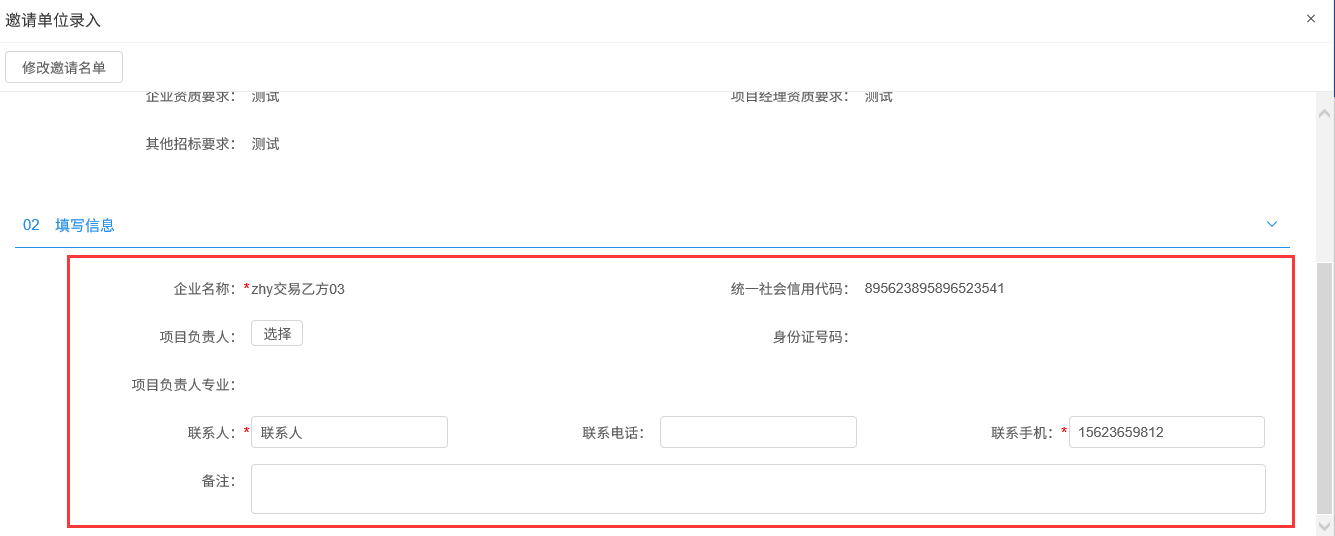 邀请单位录入 ×
修改邀请名单
企业资质要求： 测试 项目经理资质要求： 测试
其他招标要求： 测试
02 填写信息
企业名称：*zhy交易乙方03 统一社会信用代码： 895623895896523541
项目负责人： 选择 身份证号码：
项目负责人专业：
联系人：* 联系人 联系电话： 联系手机：* 15623659812
备注：